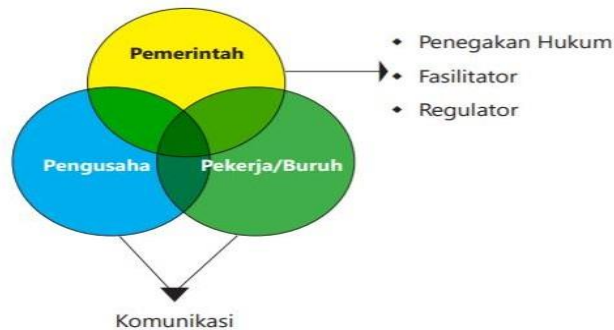 Pemerintah
Pengusaha
Pekerja/Buruh
Penegakan Hukum
Fasilitator
Regulator
Komunikasi